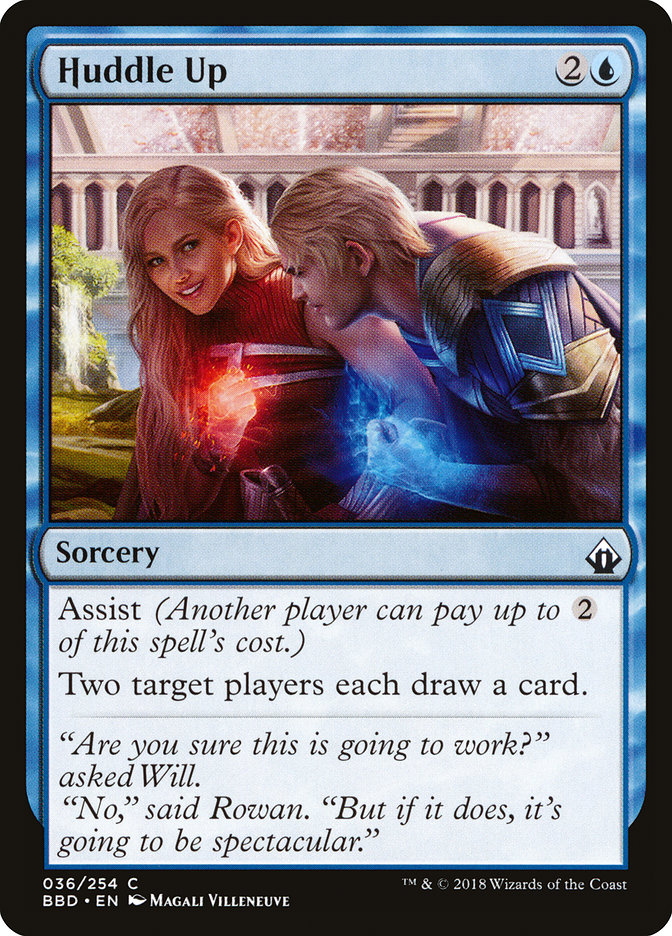 Huddle Up 2
Sorcery
Assist (Another player can pay up to 2
of this spell's cost.)
Two target players each draw a card.
“Are you sure this is going to work?”
asked Will.
“No,” said Rowan. “But if it does, it's
going to be spectacular.”
036/254 C
™ & © 2018 Wizards of the Coast
BBD • EN Magali Villeneuve